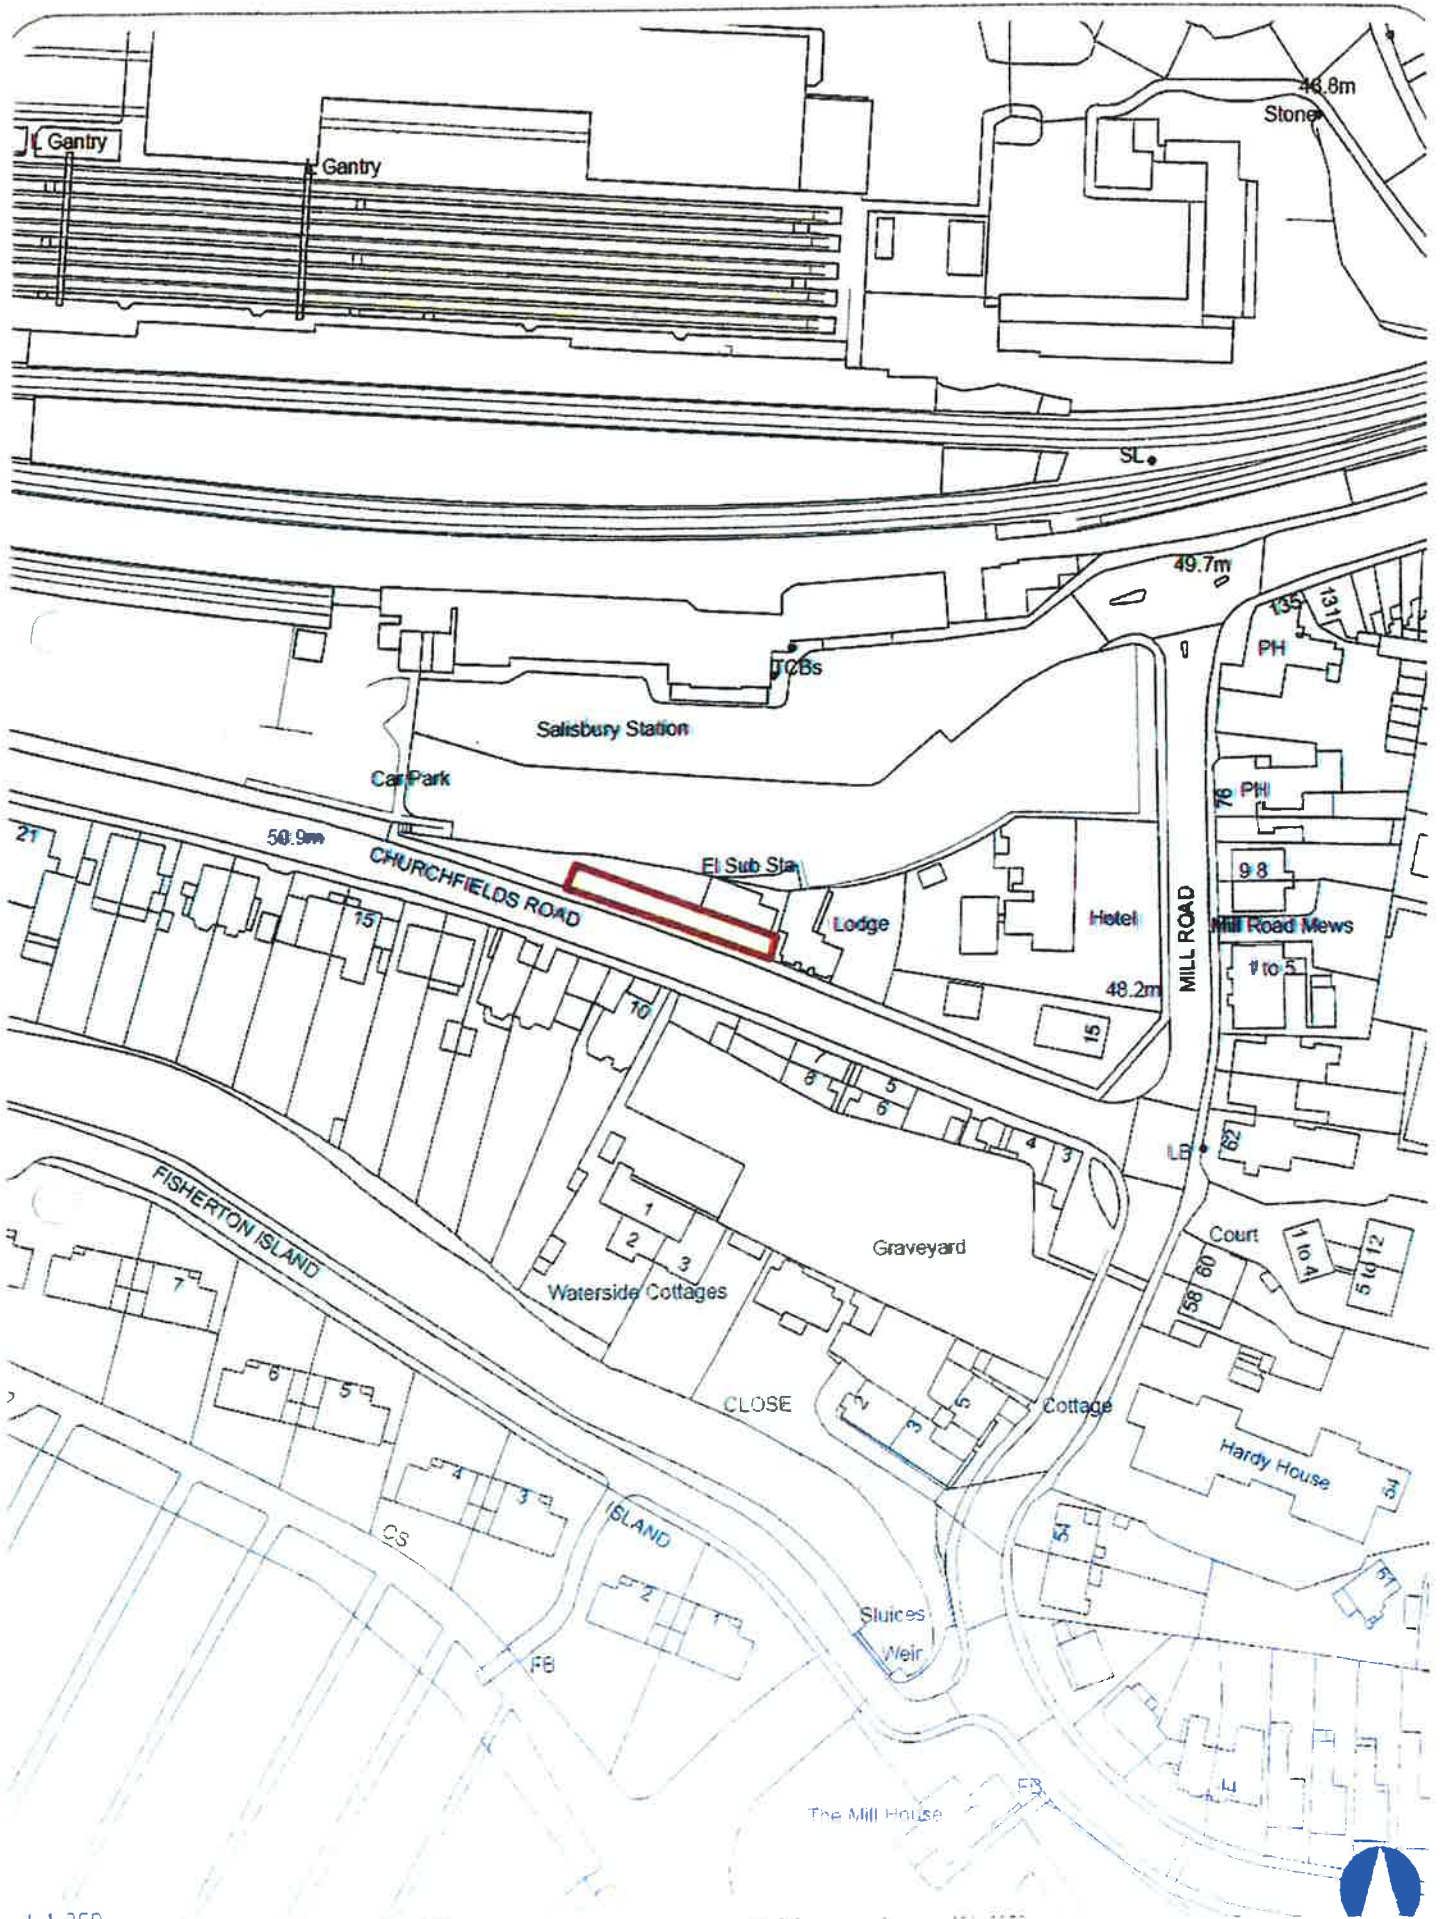 48.8m
Stone
L Gantry
L Gantry
SL
49.7m
135
131
PH
TCBs
Salisbury Station
Car Park
76
PH
50.9m
21
CHURCHFIELDS ROAD
El Sub Sta
9 8
15
Lodge
Hotel
MILL ROAD
Mill Road Mews
1 to 5
48.2m
10
15
7
8
5
6
4
3
LB
62
FISHERTON ISLAND
1
2
3
Graveyard
Court
1 to 4
5 to 12
60
58
7
Waterside Cottages
6
5
CLOSE
2
3
5
Cottage
Hardy House
54
4
3
ISLAND
CS
51
51
2
1
Sluices
Weir
FB
FB
The Mill House